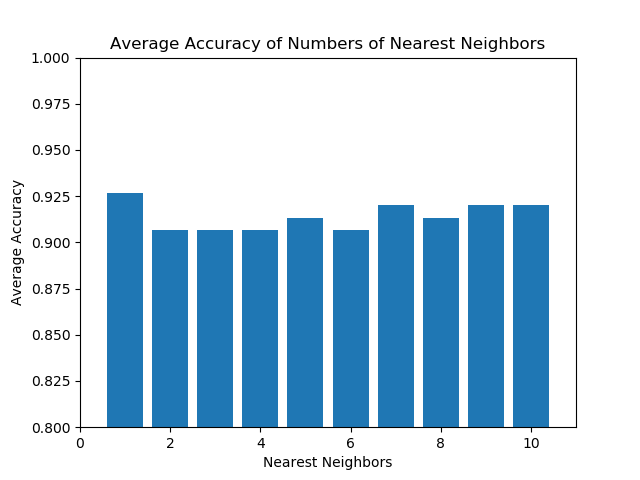 Average Accuracy of Numbers of Nearest Neighbors
1.000
0.975
0.950
0.925
0.900
0.875
0.850
0.825
0.800
Average Accuracy
0 2 4 6 8 10
Nearest Neighbors